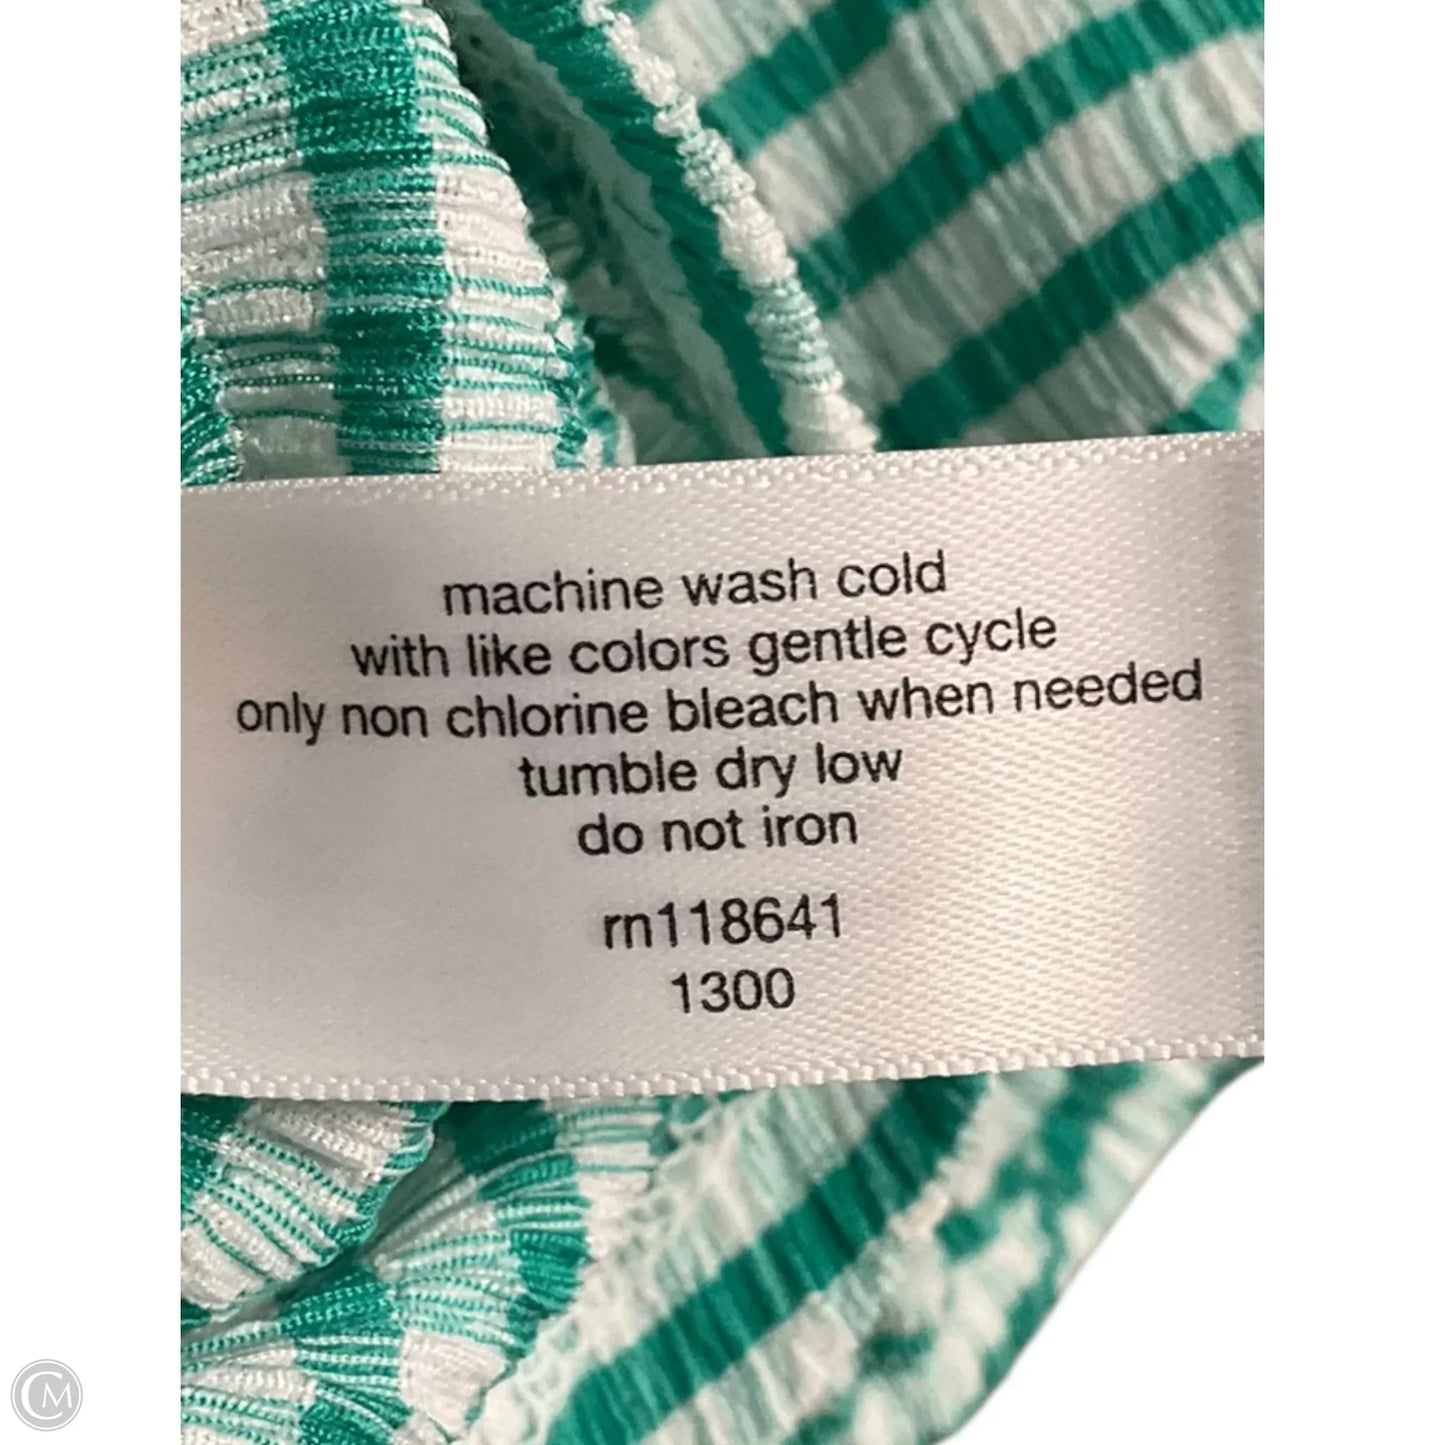 machine wash cold
with like colors gentle cycle
only non chlorine bleach when needed
tumble dry low
do not iron
rn118641
1300
CM